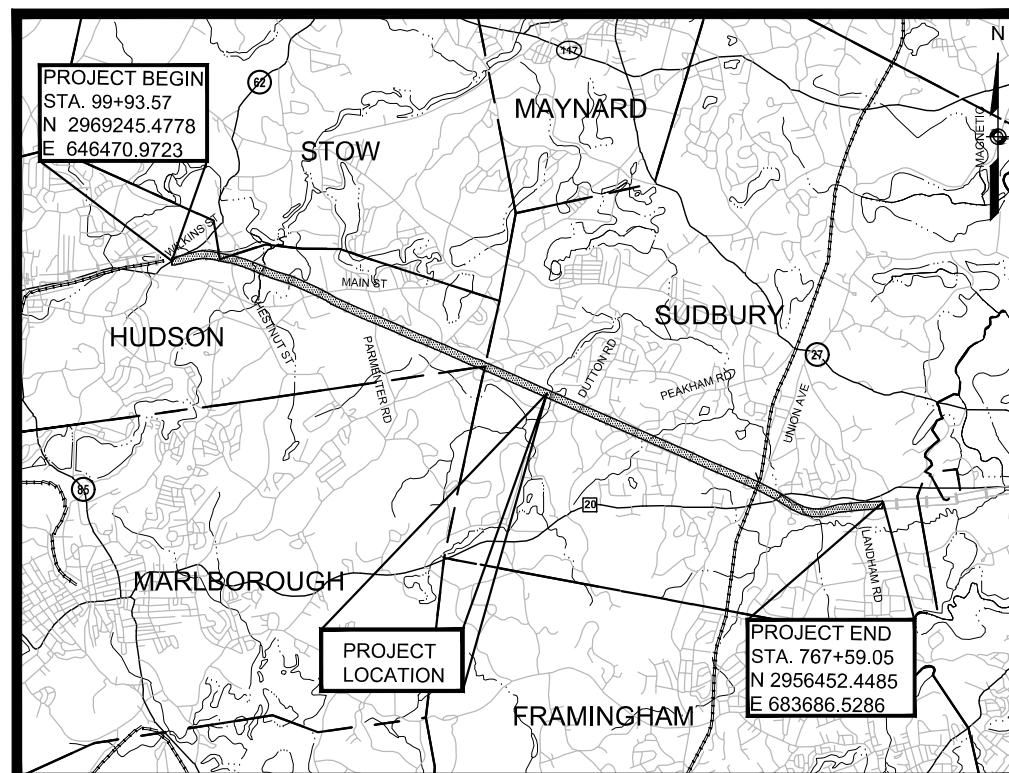 PROJECT BEGIN
STA. 99+93.57
N 2969245.4778
E 646470.9723
62
117
N
MAYNARD
STOW
MAGNETIC
WILKINS ST
MAIN ST
CHESTNUT ST
HUDSON
PARMENTER RD
SUDBURY
DUTTON RD
27
PEAKHAM RD
UNION AVE
85
20
LANDHAM RD
MARLBOROUGH
PROJECT
LOCATION
PROJECT END
STA. 767+59.05
N 2956452.4485
E 683686.5286
FRAMINGHAM